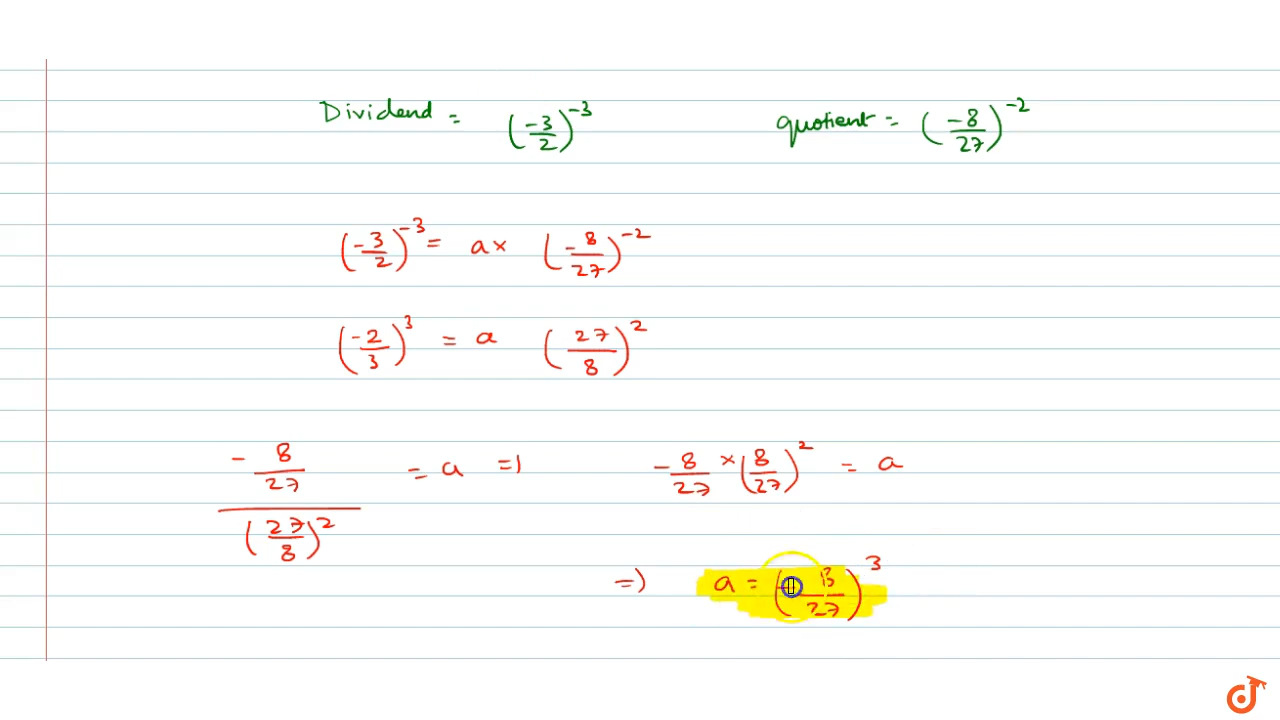 Dividend = (-3/2)^-3 quotient = (-8/27)^-2
(-3/2)^-3 = a × (-8/27)^-2
(-2/3)^3 = a (27/8)^2
(-8/27)/(27/8)^2 = a =) -8/27 × (8/27)^2 = a
=) a = (-8/27)^3